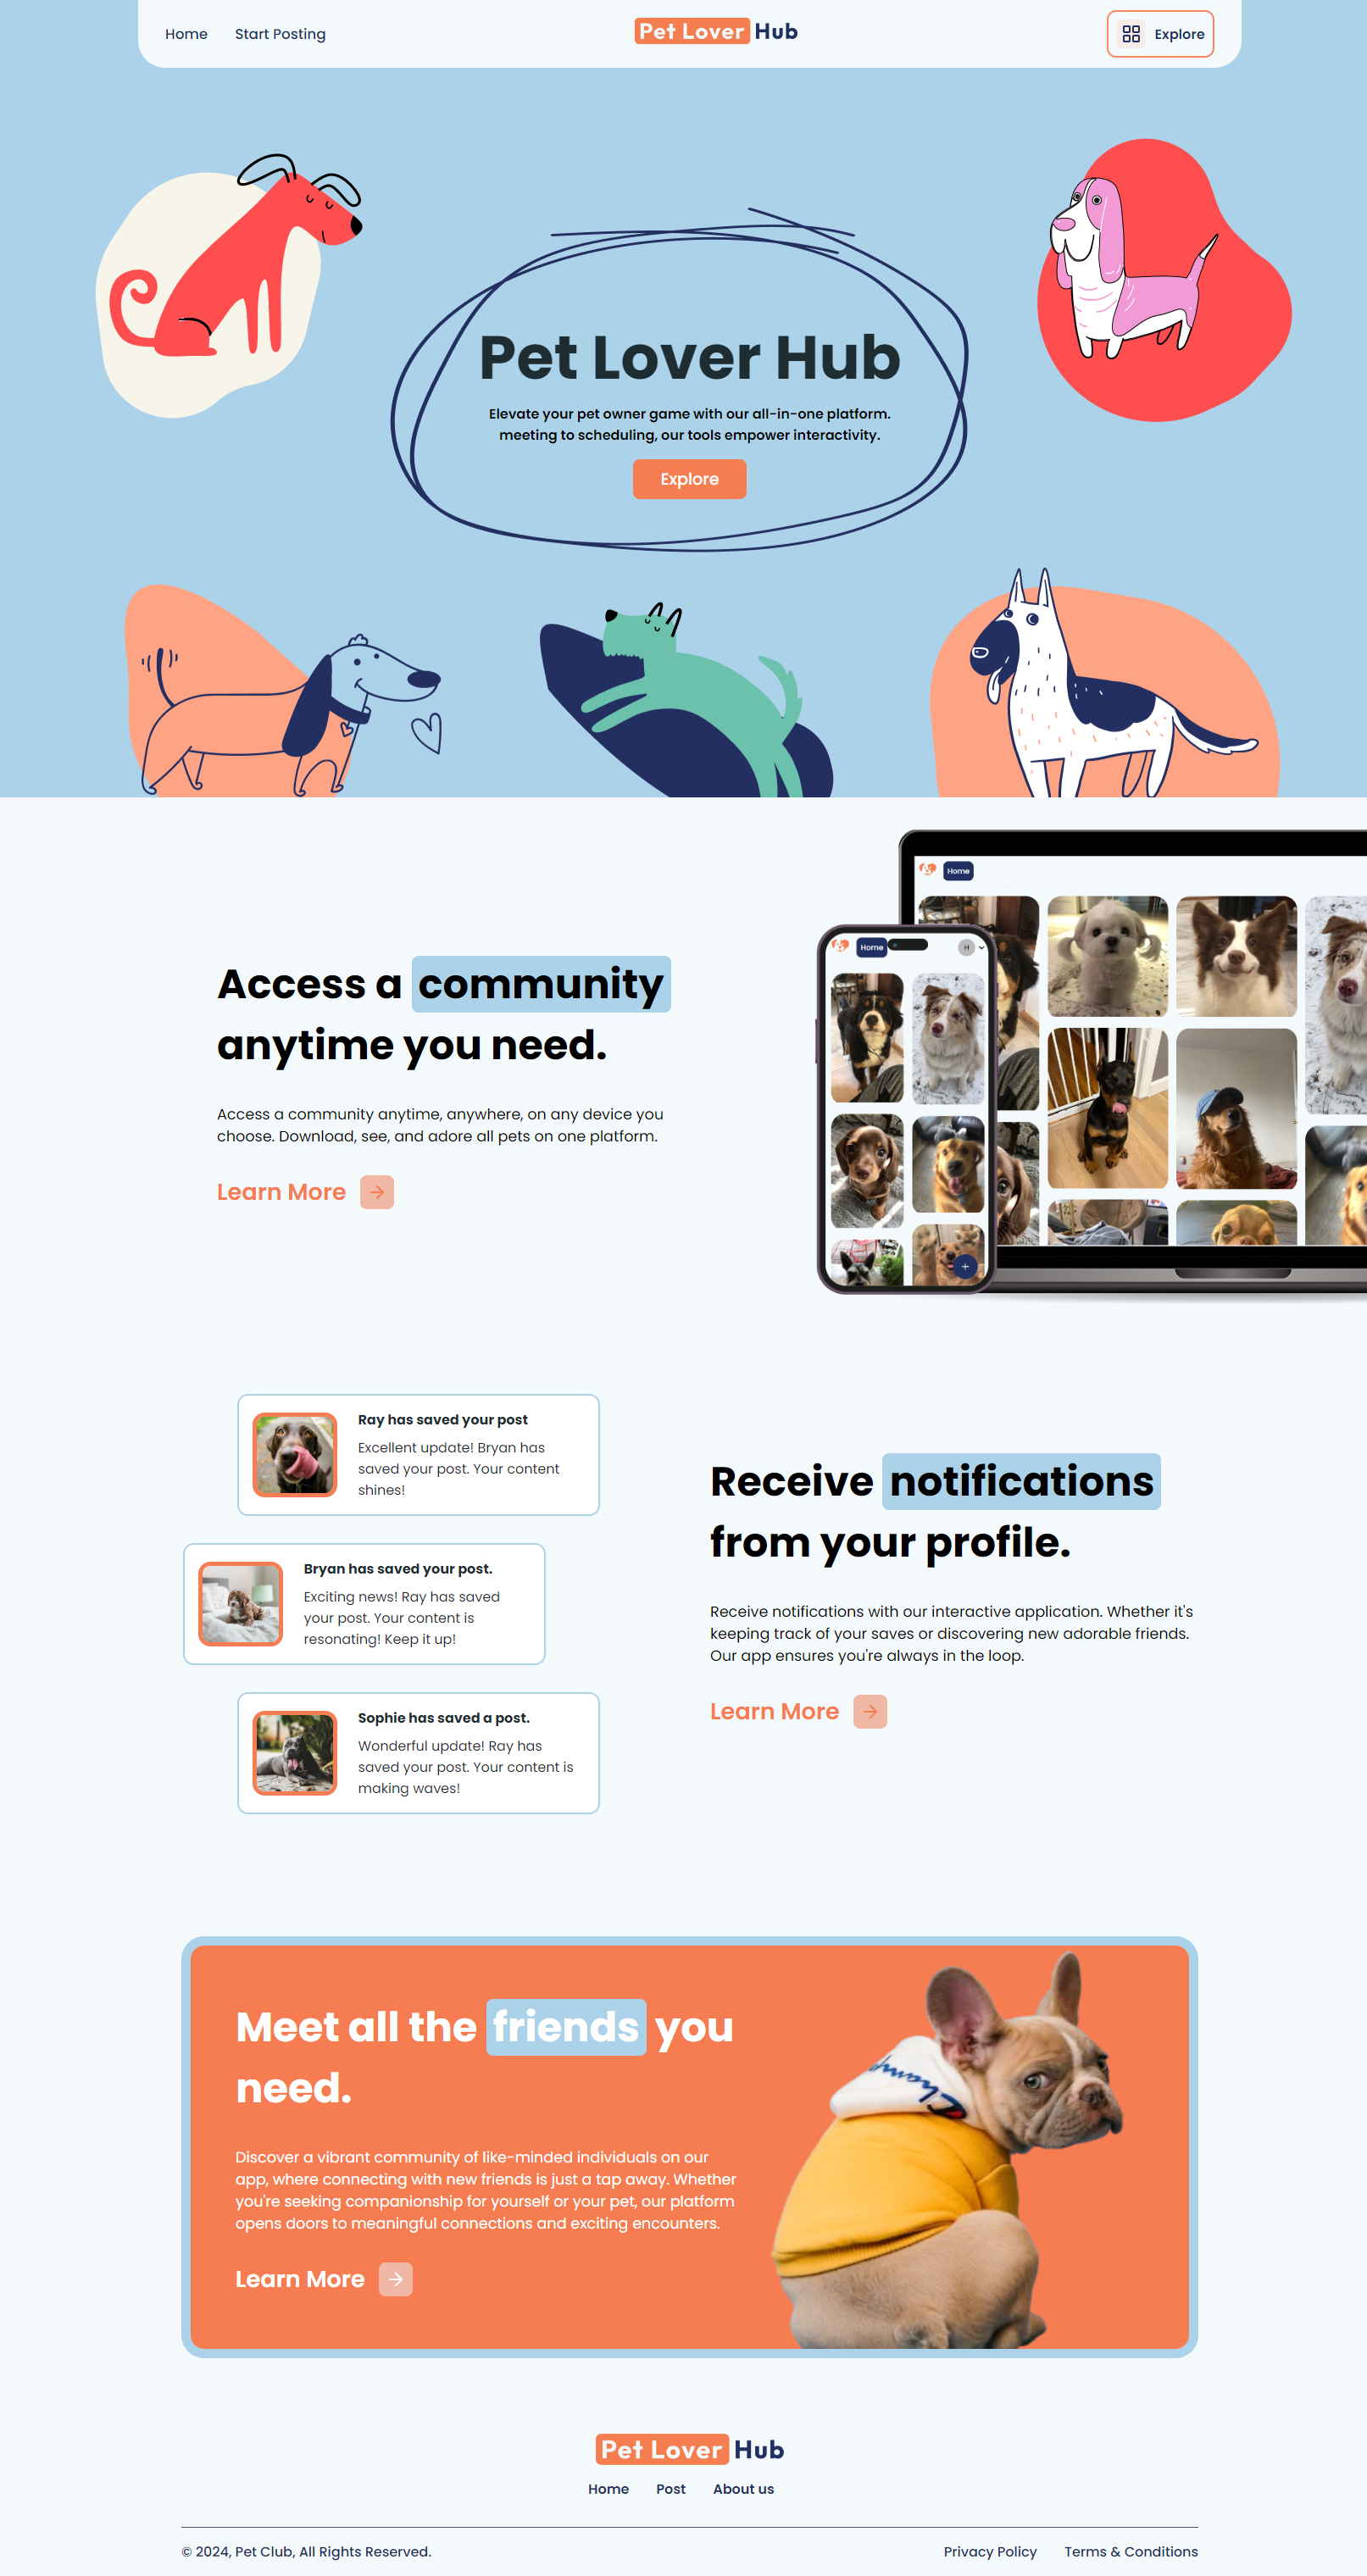 Home
Start Posting
Pet Lover Hub
Explore
Pet Lover Hub
Elevate your pet owner game with our all-in-one platform.
meeting to scheduling, our tools empower interactivity.
Explore
Home
Home
H
Access a community
anytime you need.
Access a community anytime, anywhere, on any device you
choose. Download, see, and adore all pets on one platform.
Learn More
Ray has saved your post
Excellent update! Bryan has
saved your post. Your content
shines!
Bryan has saved your post.
Exciting news! Ray has saved
your post. Your content is
resonating! Keep it up!
Sophie has saved a post.
Wonderful update! Ray has
saved your post. Your content is
making waves!
Receive notifications
from your profile.
Receive notifications with our interactive application. Whether it's
keeping track of your saves or discovering new adorable friends.
Our app ensures you're always in the loop.
Learn More
Meet all the friends you
need.
Discover a vibrant community of like-minded individuals on our
app, where connecting with new friends is just a tap away. Whether
you're seeking companionship for yourself or your pet, our platform
opens doors to meaningful connections and exciting encounters.
Learn More
Champ
Pet Lover Hub
Home
Post
About us
© 2024, Pet Club, All Rights Reserved.
Privacy Policy
Terms & Conditions